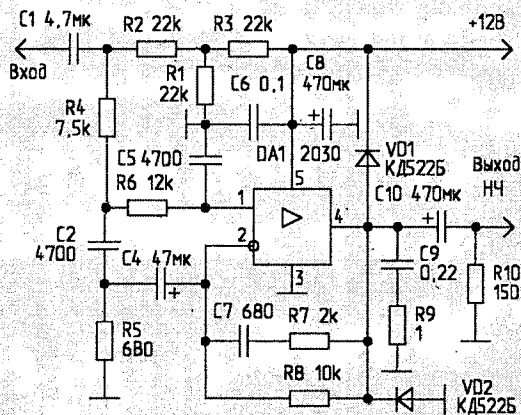 C1 4,7мк
R2 22k
R3 22k
+12В
Вход
R1
22k
C6 0,1
C8
470мк
R4
7,5k
DA1 2030
VD1
КД522Б
C5 4700
R6 12k
1
5
4
2
3
Выход
НЧ
C10 470мк
C2
4700
C4 47мк
+
+
+
C9
0,22
R10
150
C7 680
R7 2k
R9
1
R5
680
R8 10k
VD2
КД522Б